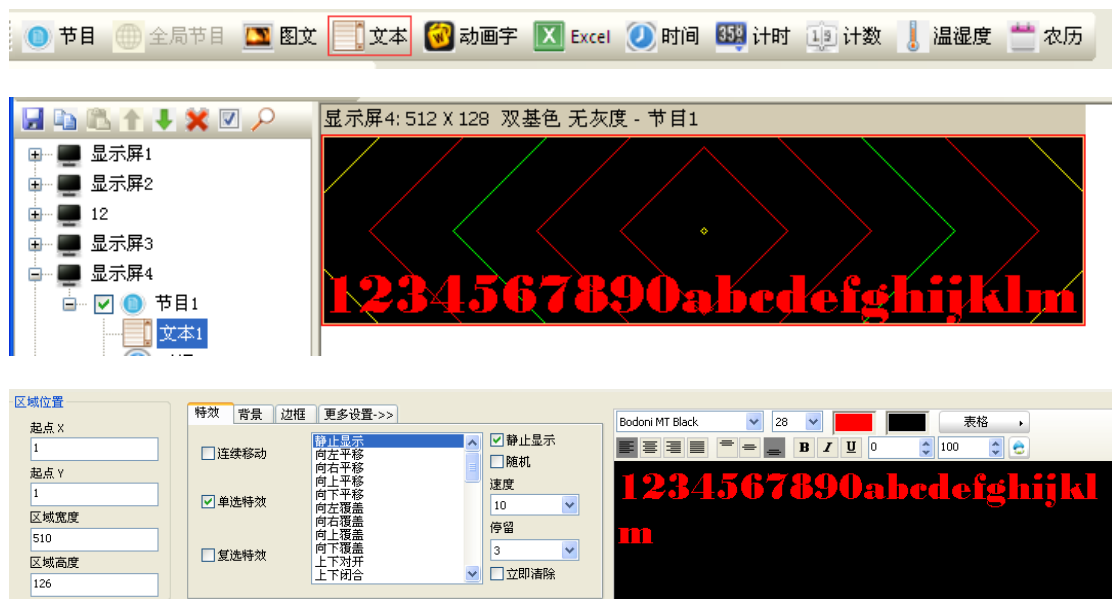 节目 全局节目 图文 文本 动画字 Excel 时间 计时 计数 温湿度 农历
显示屏4: 512 X 128 双基色 无灰度 - 节目1
显示屏1
显示屏2
12
显示屏3
显示屏4
节目1
文本1
1234567890abcdefghijklm
区域位置
起点 X
1
起点 Y
1
区域宽度
510
区域高度
126
特效 背景 边框 更多设置->>
连续移动
单选特效
复选特效
静止显示
向左平移
向右平移
向上平移
向下平移
向左覆盖
向右覆盖
向上覆盖
向下覆盖
上下对开
上下闭合
静止显示
随机
速度
10
停留
3
立即清除
Bodoni MT Black 28 表格
B I U 0 100
1234567890abcdefghijkl
m